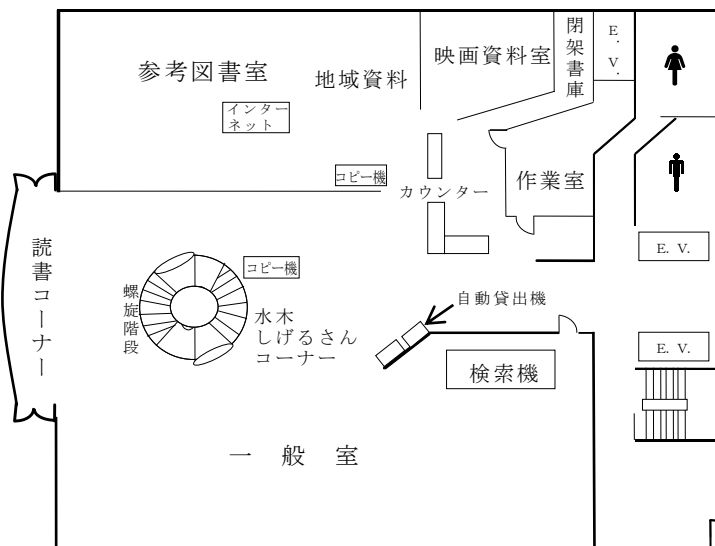 参考図書室
地域資料
映画資料室
閉架書庫
E.V.
インター
ネット
コピー機
カウンター
作業室
読書コーナー
螺旋階段
コピー機
水木
しげるさん
コーナー
自動貸出機
検索機
E. V.
E. V.
一般室